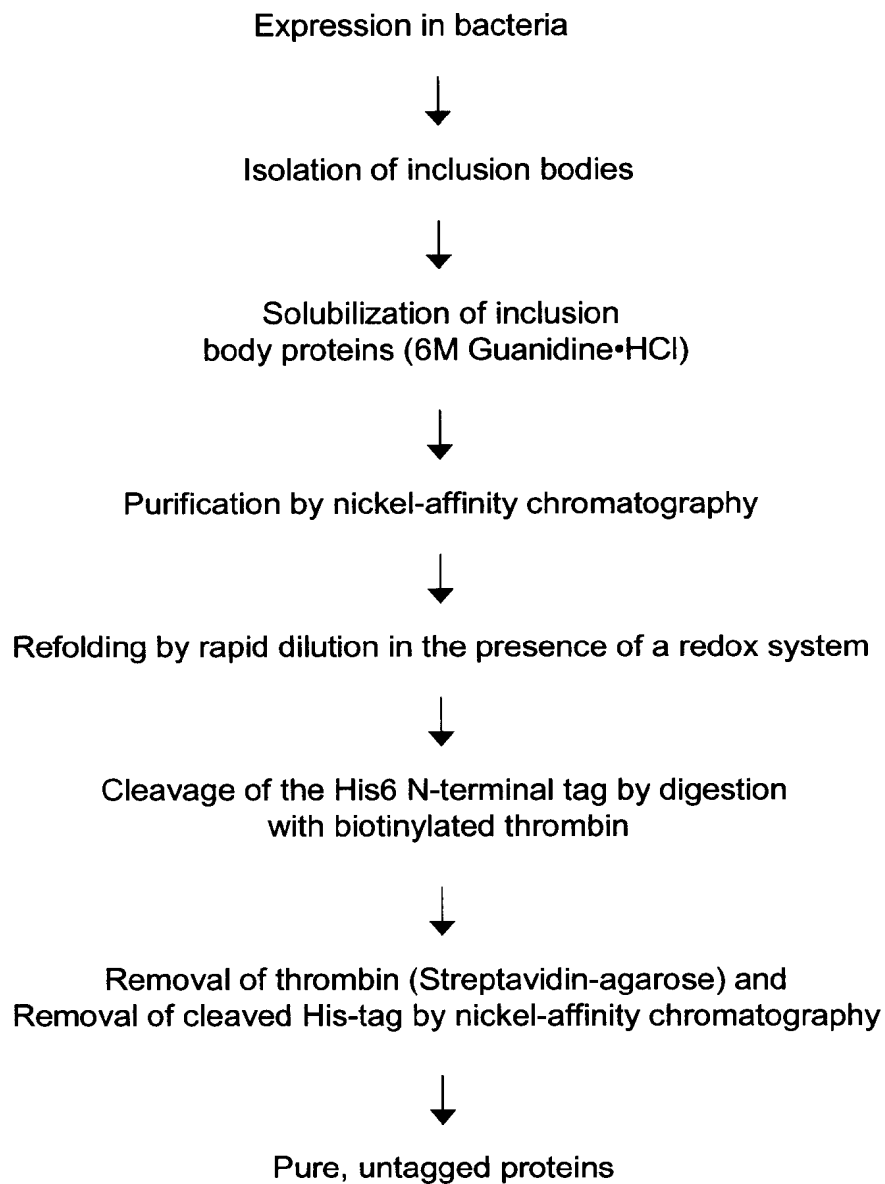 Expression in bacteria
Isolation of inclusion bodies
Solubilization of inclusion
body proteins (6M Guanidine•HCl)
Purification by nickel-affinity chromatography
Refolding by rapid dilution in the presence of a redox system
Cleavage of the His6 N-terminal tag by digestion
with biotinylated thrombin
Removal of thrombin (Streptavidin-agarose) and
Removal of cleaved His-tag by nickel-affinity chromatography
Pure, untagged proteins